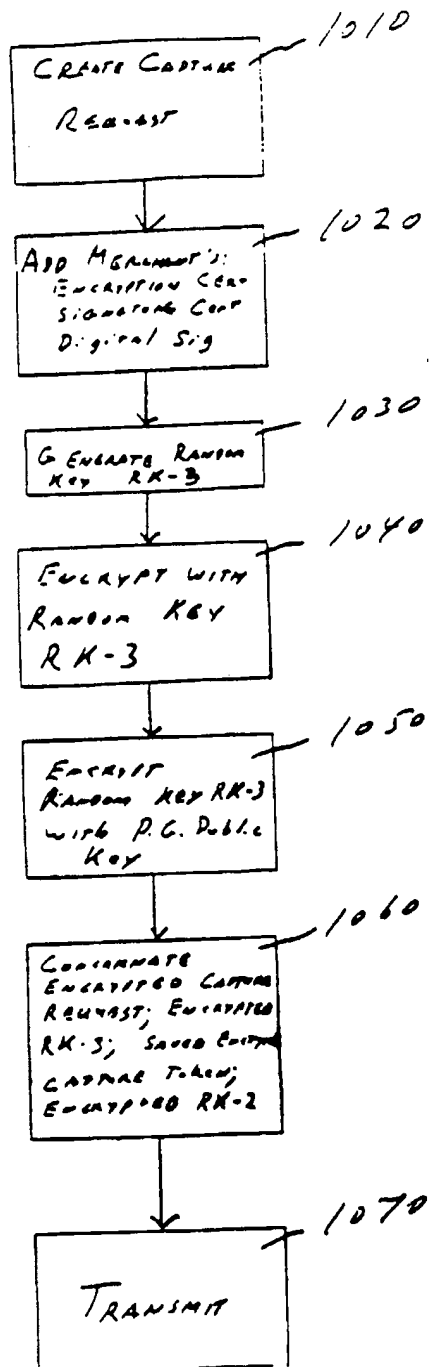 1010
CREATE CAPTURE
REQUEST
1020
ADD MERCHANT'S:
ENCRYPTION CERT
SIGNATURE CERT
Digital Sig
1030
GENERATE RANDOM
KEY RK-3
1040
ENCRYPT WITH
RANDOM KEY
RK-3
1050
ENCRYPT
RANDOM KEY RK-3
with P.G. Public
Key
1060
CONCATNATE
ENCRYPTED CAPTURE
REQUEST; ENCRYPTED
RK-3; SAVED
CAPTURE TOKEN;
ENCRYPTED RK-2
1070
TRANSMIT